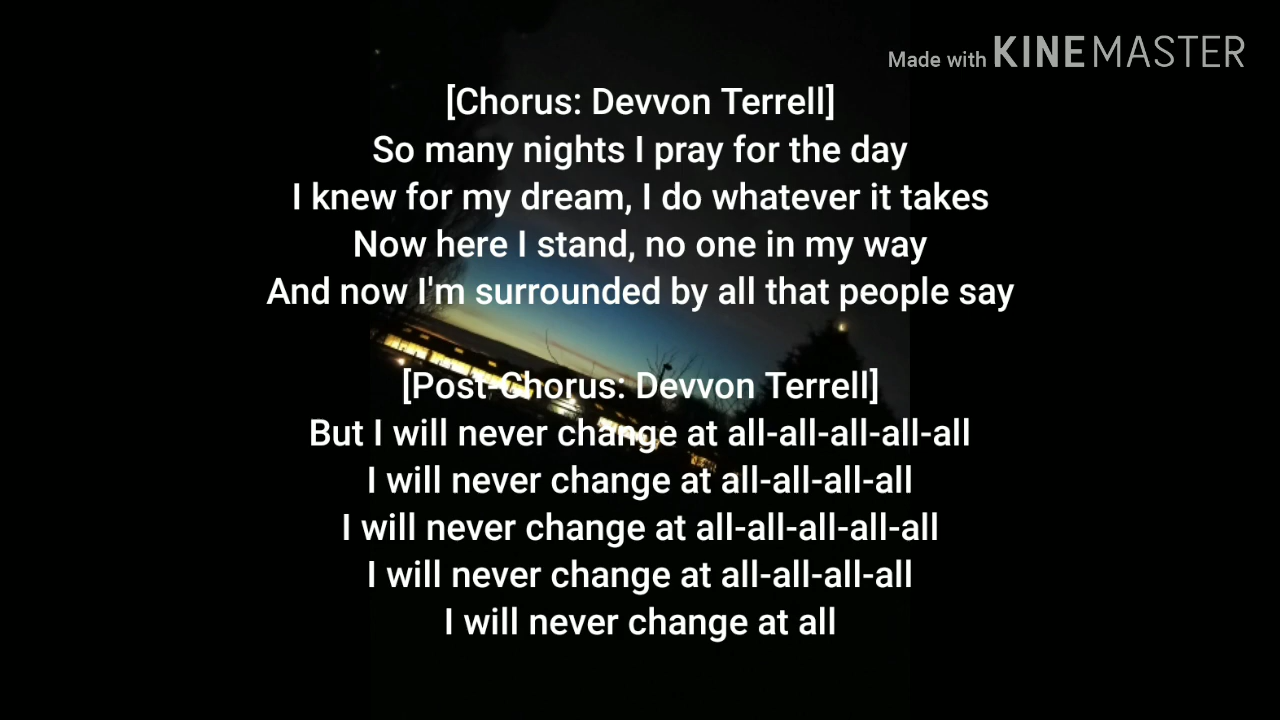 Made with KINEMASTER
[Chorus: Devvon Terrell]
So many nights I pray for the day
I knew for my dream, I do whatever it takes
Now here I stand, no one in my way
And now I'm surrounded by all that people say
[Post-Chorus: Devvon Terrell]
But I will never change at all-all-all-all-all
I will never change at all-all-all-all
I will never change at all-all-all-all-all
I will never change at all-all-all-all
I will never change at all